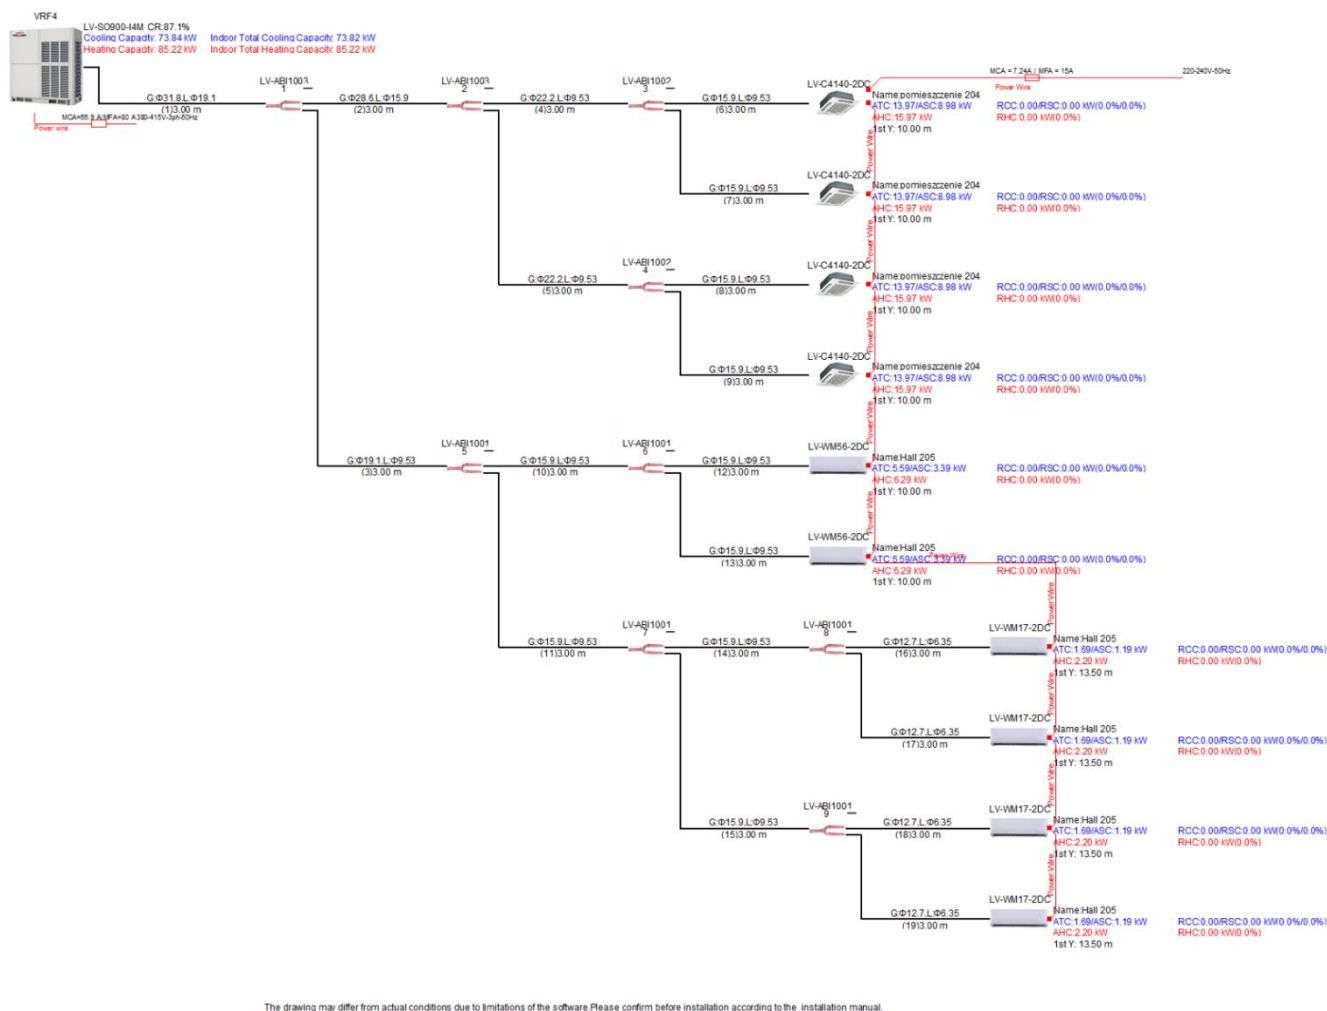 VRF4
LV-SO900-I4M CR:87.1%
Cooling Capacity: 73.84 kW Indoor Total Cooling Capacity: 73.82 kW
Heating Capacity: 85.22 kW Indoor Total Heating Capacity: 85.22 kW
G:Φ31.8,L:Φ19.1
(1)3.00 m
Power wire
LV-ABI1003
1
G:Φ28.6,L:Φ15.9
(2)3.00 m
LV-ABI1003
2
G:Φ22.2,L:Φ9.53
(4)3.00 m
LV-ABI1002
3
G:Φ15.9,L:Φ9.53
(6)3.00 m
LV-C4140-2DC
MCA = 7.24A / MFA = 15A
220-240V-50Hz
Power Wire
Name:pomieszczenie 204
ATC:13.97/ASC:8.98 kW RCC:0.00/RSC:0.00 kW(0.0%/0.0%)
AHC:15.97 kW RHC:0.00 kW(0.0%)
1st Y: 10.00 m
Power Wire
G:Φ15.9,L:Φ9.53
(7)3.00 m
LV-C4140-2DC
Name:pomieszczenie 204
ATC:13.97/ASC:8.98 kW RCC:0.00/RSC:0.00 kW(0.0%/0.0%)
AHC:15.97 kW RHC:0.00 kW(0.0%)
1st Y: 10.00 m
Power Wire
G:Φ22.2,L:Φ9.53
(5)3.00 m
LV-ABI1002
4
G:Φ15.9,L:Φ9.53
(8)3.00 m
LV-C4140-2DC
Name:pomieszczenie 204
ATC:13.97/ASC:8.98 kW RCC:0.00/RSC:0.00 kW(0.0%/0.0%)
AHC:15.97 kW RHC:0.00 kW(0.0%)
1st Y: 10.00 m
Power Wire
G:Φ15.9,L:Φ9.53
(9)3.00 m
LV-C4140-2DC
Name:pomieszczenie 204
ATC:13.97/ASC:8.98 kW RCC:0.00/RSC:0.00 kW(0.0%/0.0%)
AHC:15.97 kW RHC:0.00 kW(0.0%)
1st Y: 10.00 m
Power Wire
G:Φ19.1,L:Φ9.53
(3)3.00 m
LV-ABI1001
5
G:Φ15.9,L:Φ9.53
(10)3.00 m
LV-ABI1001
6
G:Φ15.9,L:Φ9.53
(12)3.00 m
LV-WM56-2DC
Name:Hall 205
ATC:5.59/ASC:3.39 kW RCC:0.00/RSC:0.00 kW(0.0%/0.0%)
AHC:6.29 kW RHC:0.00 kW(0.0%)
1st Y: 10.00 m
Power Wire
G:Φ15.9,L:Φ9.53
(13)3.00 m
LV-WM56-2DC
Name:Hall 205
Power Wire
ATC:5.59/ASC:3.39 kW RCC:0.00/RSC:0.00 kW(0.0%/0.0%)
AHC:6.29 kW RHC:0.00 kW(0.0%)
1st Y: 10.00 m
Power Wire
G:Φ15.9,L:Φ9.53
(11)3.00 m
LV-ABI1001
7
G:Φ15.9,L:Φ9.53
(14)3.00 m
LV-ABI1001
8
G:Φ12.7,L:Φ6.35
(16)3.00 m
LV-WM17-2DC
Name:Hall 205
ATC:1.69/ASC:1.19 kW RCC:0.00/RSC:0.00 kW(0.0%/0.0%)
AHC:2.20 kW RHC:0.00 kW(0.0%)
1st Y: 13.50 m
Power Wire
G:Φ12.7,L:Φ6.35
(17)3.00 m
LV-WM17-2DC
Name:Hall 205
ATC:1.69/ASC:1.19 kW RCC:0.00/RSC:0.00 kW(0.0%/0.0%)
AHC:2.20 kW RHC:0.00 kW(0.0%)
1st Y: 13.50 m
Power Wire
G:Φ15.9,L:Φ9.53
(15)3.00 m
LV-ABI1001
9
G:Φ12.7,L:Φ6.35
(18)3.00 m
LV-WM17-2DC
Name:Hall 205
ATC:1.69/ASC:1.19 kW RCC:0.00/RSC:0.00 kW(0.0%/0.0%)
AHC:2.20 kW RHC:0.00 kW(0.0%)
1st Y: 13.50 m
Power Wire
G:Φ12.7,L:Φ6.35
(19)3.00 m
LV-WM17-2DC
Name:Hall 205
ATC:1.69/ASC:1.19 kW RCC:0.00/RSC:0.00 kW(0.0%/0.0%)
AHC:2.20 kW RHC:0.00 kW(0.0%)
1st Y: 13.50 m
The drawing may differ from actual conditions due to limitations of the software.Please confirm before installation according to the installation manual.